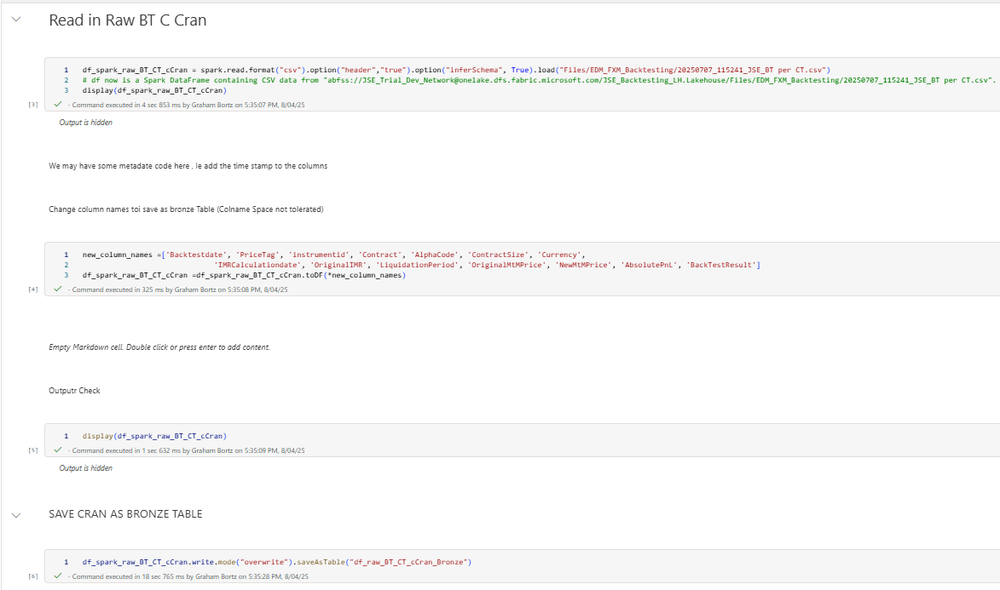 Read in Raw BT C Cran
1 df_spark_raw_BT_CT_cCran = spark.read.format("csv").option("header","true").option("inferSchema", True).load("Files/EDM_FXM_Backtesting/20250707_115241_JSE_BT per CT.csv")
2 # df now is a Spark DataFrame containing CSV data from "abfss://JSE_Trial_Dev_Network@onelake.dfs.fabric.microsoft.com/JSE_Backtesting_LH.Lakehouse/Files/EDM_FXM_Backtesting/20250707_115241_JSE_BT per CT.csv".
3 display(df_spark_raw_BT_CT_cCran)
[3] - Command executed in 4 sec 853 ms by Graham Bortz on 5:35:07 PM, 8/04/25
Output is hidden
We may have some metadate code here , Ie add the time stamp to the columns
Change column names toi save as bronze Table (Colname Space not tolerated)
1 new_column_names =['Backtestdate', 'PriceTag', 'instrumentid', 'Contract', 'AlphaCode', 'ContractSize', 'Currency',
2 'IMRCalculationdate', 'OriginalIMR', 'LiquidationPeriod', 'OriginalMtMPrice', 'NewMtMPrice', 'AbsolutePnL', 'BackTestResult']
3 df_spark_raw_BT_CT_cCran =df_spark_raw_BT_CT_cCran.toDF(*new_column_names)
[4] - Command executed in 325 ms by Graham Bortz on 5:35:08 PM, 8/04/25
Empty Markdown cell. Double click or press enter to add content.
Outputr Check
1 display(df_spark_raw_BT_CT_cCran)
[5] - Command executed in 1 sec 632 ms by Graham Bortz on 5:35:09 PM, 8/04/25
Output is hidden
SAVE CRAN AS BRONZE TABLE
1 df_spark_raw_BT_CT_cCran.write.mode("overwrite").saveAsTable("df_raw_BT_CT_cCran_Bronze")
[6] - Command executed in 18 sec 765 ms by Graham Bortz on 5:35:28 PM, 8/04/25